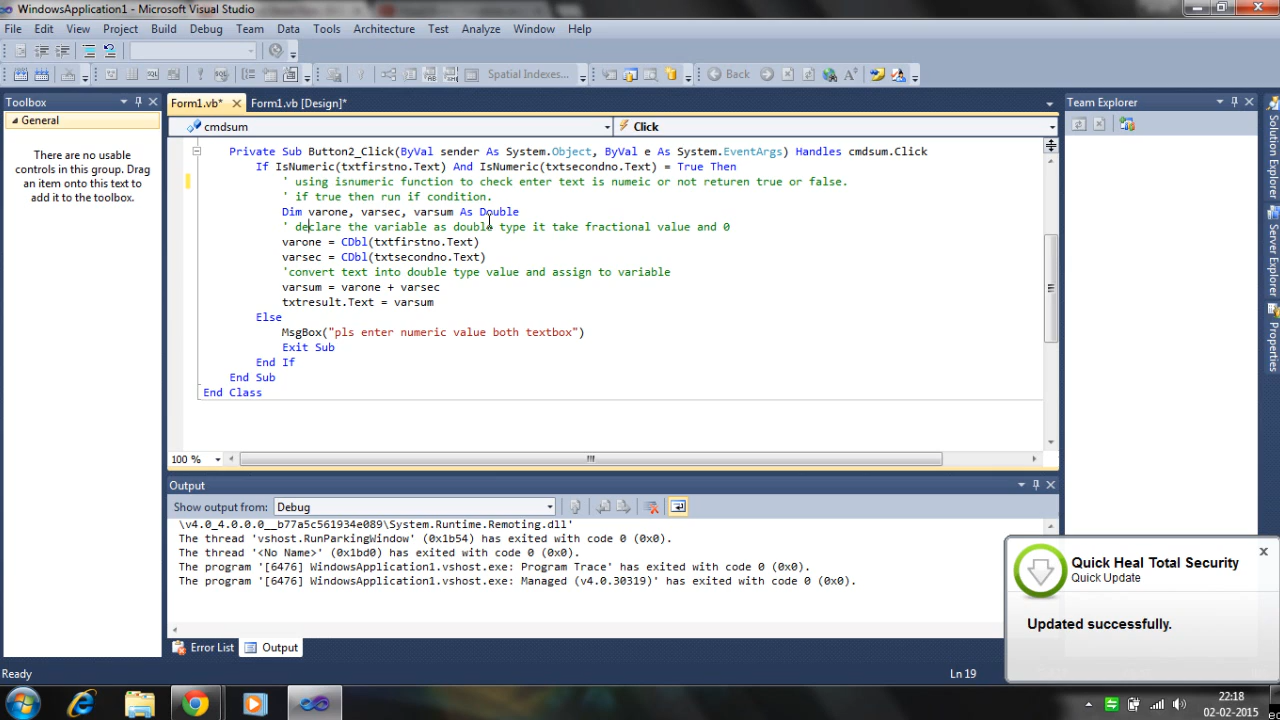 WindowsApplication1 - Microsoft Visual Studio
File Edit View Project Build Debug Team Data Tools Architecture Test Analyze Window Help
Spatial Indexes... Back
Toolbox
General
There are no usable
controls in this group. Drag
an item onto this text to
add it to the toolbox.
Form1.vb* Form1.vb [Design]*
cmdsum Click
Private Sub Button2_Click(ByVal sender As System.Object, ByVal e As System.EventArgs) Handles cmdsum.Click
If IsNumeric(txtfirstno.Text) And IsNumeric(txtsecondno.Text) = True Then
' using isnumeric function to check enter text is numeic or not returen true or false.
' if true then run if condition.
Dim varone, varsec, varsum As Double
' declare the variable as double type it take fractional value and 0
varone = CDbl(txtfirstno.Text)
varsec = CDbl(txtsecondno.Text)
'convert text into double type value and assign to variable
varsum = varone + varsec
txtresult.Text = varsum
Else
MsgBox("pls enter numeric value both textbox")
Exit Sub
End If
End Sub
End Class
100 %
Output
Show output from: Debug
\v4.0_4.0.0.0__b77a5c561934e089\System.Runtime.Remoting.dll'
The thread 'vshost.RunParkingWindow' (0x1b54) has exited with code 0 (0x0).
The thread '<No Name>' (0x1bd0) has exited with code 0 (0x0).
The program '[6476] WindowsApplication1.vshost.exe: Program Trace' has exited with code 0 (0x0).
The program '[6476] WindowsApplication1.vshost.exe: Managed (v4.0.30319)' has exited with code 0 (0x0).
Error List Output
Team Explorer
Solution Explorer
Server Explorer
Properties
Quick Heal Total Security
Quick Update
Updated successfully.
Ready Ln 19
22:18
02-02-2015